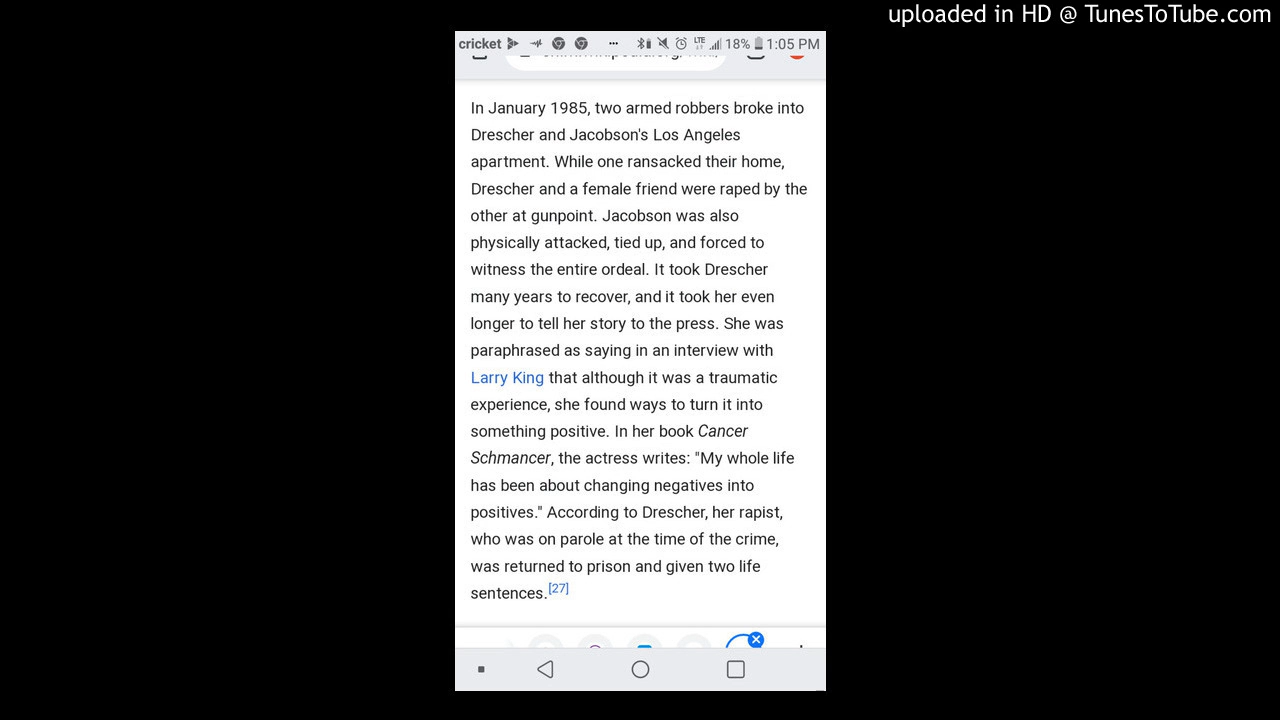 uploaded in HD @ TunesToTube.com
cricket LTE 18% 1:05 PM
In January 1985, two armed robbers broke into
Drescher and Jacobson's Los Angeles
apartment. While one ransacked their home,
Drescher and a female friend were raped by the
other at gunpoint. Jacobson was also
physically attacked, tied up, and forced to
witness the entire ordeal. It took Drescher
many years to recover, and it took her even
longer to tell her story to the press. She was
paraphrased as saying in an interview with
Larry King that although it was a traumatic
experience, she found ways to turn it into
something positive. In her book Cancer
Schmancer, the actress writes: "My whole life
has been about changing negatives into
positives." According to Drescher, her rapist,
who was on parole at the time of the crime,
was returned to prison and given two life
sentences.[27]